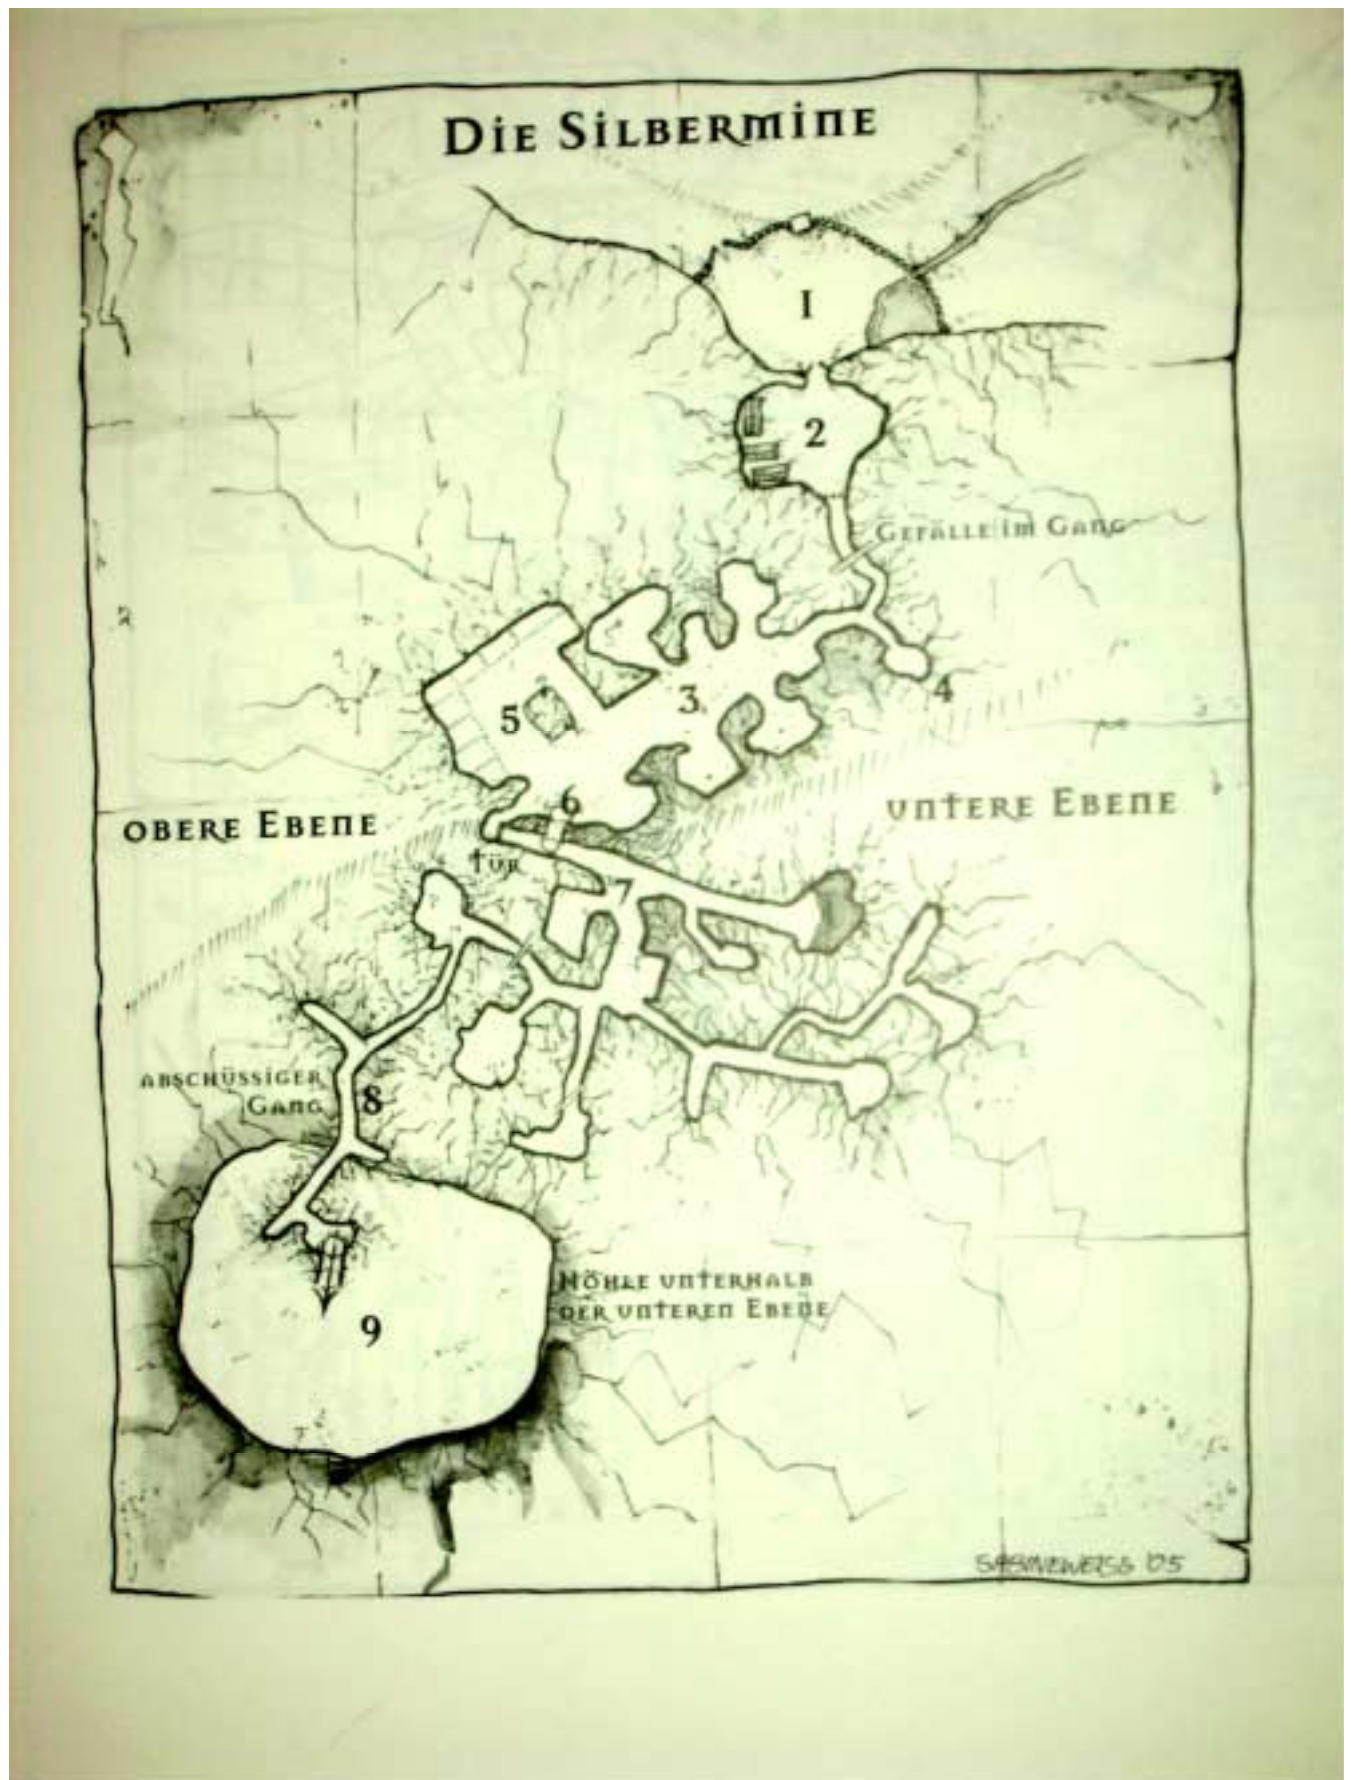 Die Silbermine
1
2
Gefälle im Gang
3
4
5
6
obere Ebene
untere Ebene
Tür
7
abschüssiger
Gang
8
Höhle unterhalb
der unteren Ebene
9
'05